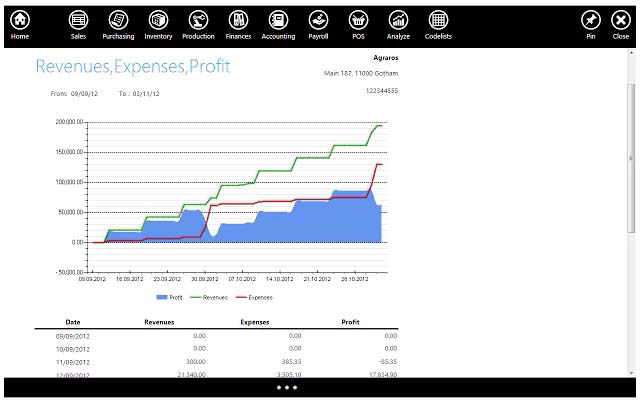 Home Sales Purchasing Inventory Production Finances Accounting Payroll POS Analyze Codelists Pin Close
Revenues,Expenses,Profit
Agraros
Main 187, 11000 Gotham
From: 09/09/12 To : 03/11/12
122344555
200,000.00
150,000.00
100,000.00
50,000.00
0.00
- 50,000.00
09.09.2012 16.09.2012 23.09.2012 30.09.2012 07.10.2012 14.10.2012 21.10.2012 28.10.2012
Profit Revenues Expenses
Date Revenues Expenses Profit
09/09/2012 0.00 0.00 0.00
10/09/2012 0.00 0.00 0.00
11/09/2012 300.00 385.35 -85.35
12/09/2012 21,340.00 3,505.10 17,834.90